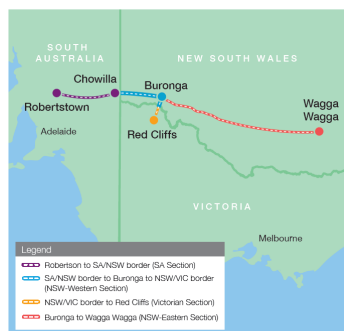 SOUTH
AUSTRALIA
NEW SOUTH WALES
Chowilla
Buronga
Robertstown
Wagga
Wagga
Adelaide
Red Cliffs
VICTORIA
Melbourne
Legend
Robertson to SA/NSW border (SA Section)
SA/NSW border to Buronga to NSW/VIC border
(NSW-Western Section)
NSW/VIC border to Red Cliffs (Victorian Section)
Buronga to Wagga Wagga (NSW-Eastern Section)